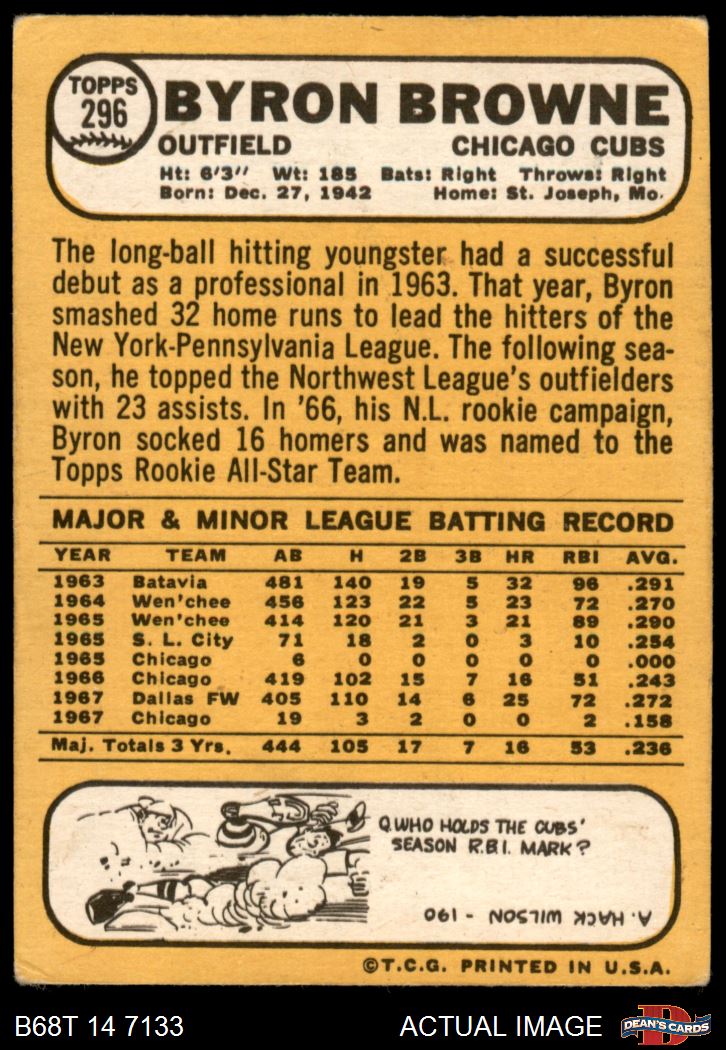 TOPPS
296
BYRON BROWNE
OUTFIELD CHICAGO CUBS
Ht: 6'3" Wt: 185 Bats: Right Throws: Right
Born: Dec. 27, 1942 Home: St. Joseph, Mo.
The long-ball hitting youngster had a successful
debut as a professional in 1963. That year, Byron
smashed 32 home runs to lead the hitters of the
New York-Pennsylvania League. The following sea-
son, he topped the Northwest League's outfielders
with 23 assists. In '66, his N.L. rookie campaign,
Byron socked 16 homers and was named to the
Topps Rookie All-Star Team.
MAJOR & MINOR LEAGUE BATTING RECORD
YEAR TEAM AB H 2B 3B HR RBI AVG.
1963 Batavia 481 140 19 5 32 96 .291
1964 Wen'chee 456 123 22 5 23 72 .270
1965 Wen'chee 414 120 21 3 21 89 .290
1965 S. L. City 71 18 2 0 3 10 .254
1965 Chicago 6 0 0 0 0 0 .000
1966 Chicago 419 102 15 7 16 51 .243
1967 Dallas FW 405 110 14 6 25 72 .272
1967 Chicago 19 3 2 0 0 2 .158
Maj. Totals 3 Yrs. 444 105 17 7 16 53 .236
Q. WHO HOLDS THE CUBS'
SEASON R.B.I. MARK?
A. HACK WILSON - 190
©T.C.G. PRINTED IN U.S.A.
B68T 14 7133 ACTUAL IMAGE
D
DEAN'S CARDS